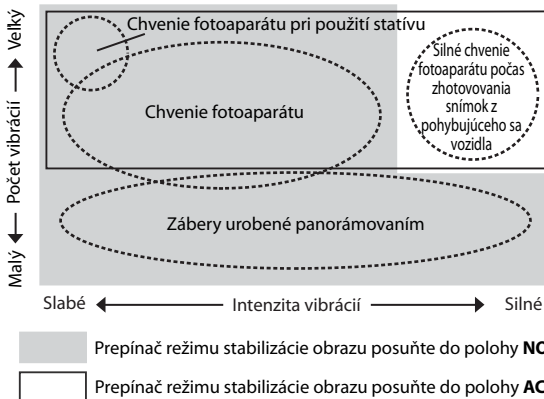 Veľký
Počet vibrácií
Malý
Chvenie fotoaparátu pri použití statívu
Chvenie fotoaparátu
Silné chvenie
fotoaparátu počas
zhotovovania
snímok z
pohybujúceho sa
vozidla
Zábery urobené panorámovaním
Slabé
Intenzita vibrácií
Silné
Prepínač režimu stabilizácie obrazu posuňte do polohy
Prepínač režimu stabilizácie obrazu posuňte do polohy